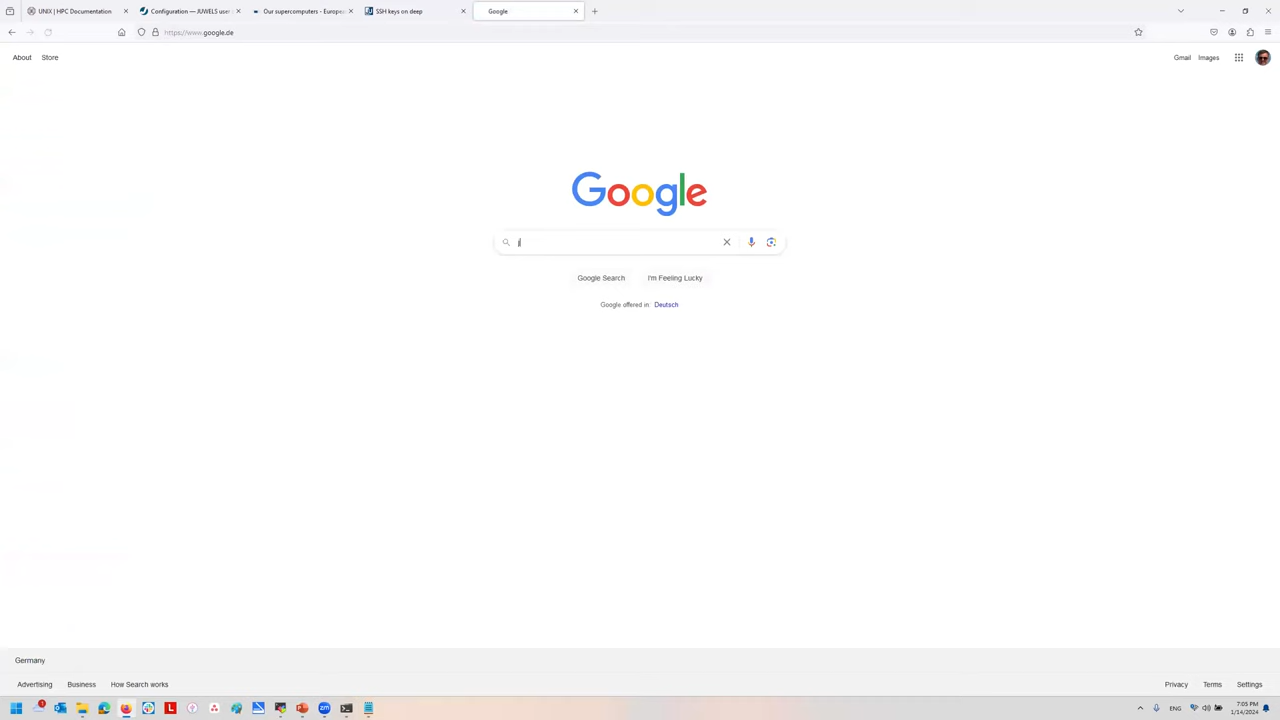 UNIX | HPC Documentation
Configuration — JUWELS user
Our supercomputers - Europea
SSH keys on deep
Google
https://www.google.de
About
Store
Gmail
Images
Google
j
Google Search
I'm Feeling Lucky
Google offered in: Deutsch
Germany
Advertising
Business
How Search works
Privacy
Terms
Settings
L
zm
ENG
7:05 PM
1/14/2024